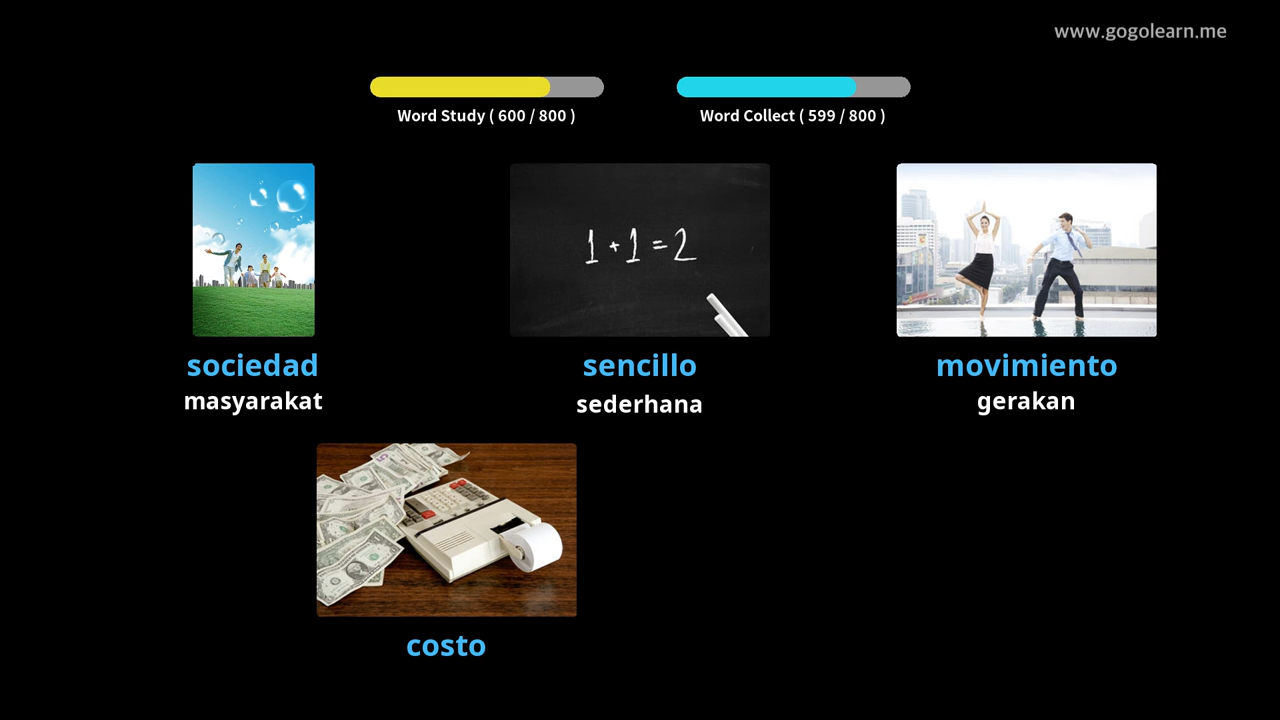 www.gogolearn.me
Word Study ( 600 / 800 )
Word Collect ( 599 / 800 )
1 + 1 = 2
sociedad
masyarakat
sencillo
sederhana
movimiento
gerakan
costo